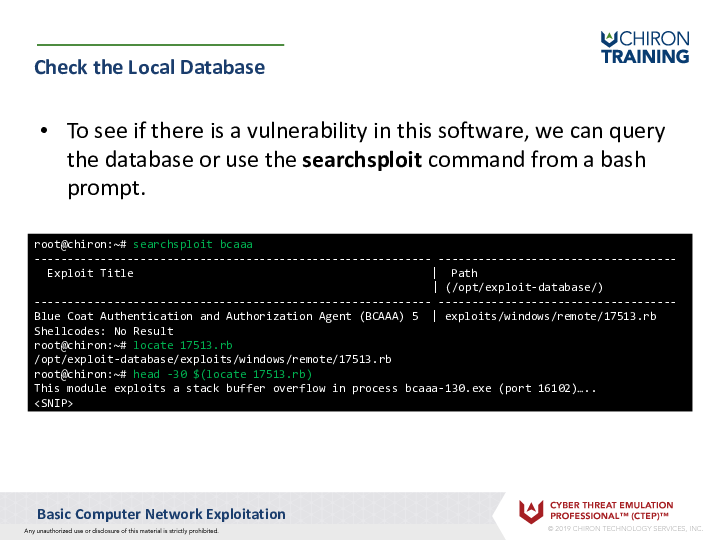 CHIRON
TRAINING
Check the Local Database
• To see if there is a vulnerability in this software, we can query
the database or use the searchsploit command from a bash
prompt.
root@chiron:~# searchsploit bcaaa
------------------------------------------------------------ ------------------------------------
Exploit Title | Path
| (/opt/exploit-database/)
------------------------------------------------------------ ------------------------------------
Blue Coat Authentication and Authorization Agent (BCAAA) 5 | exploits/windows/remote/17513.rb
Shellcodes: No Result
root@chiron:~# locate 17513.rb
/opt/exploit-database/exploits/windows/remote/17513.rb
root@chiron:~# head -30 $(locate 17513.rb)
This module exploits a stack buffer overflow in process bcaaa-130.exe (port 16102)…..
<SNIP>
Basic Computer Network Exploitation
Any unauthorized use or disclosure of this material is strictly prohibited.
CYBER THREAT EMULATION
PROFESSIONAL™ (CTEP)™
© 2019 CHIRON TECHNOLOGY SERVICES, INC.